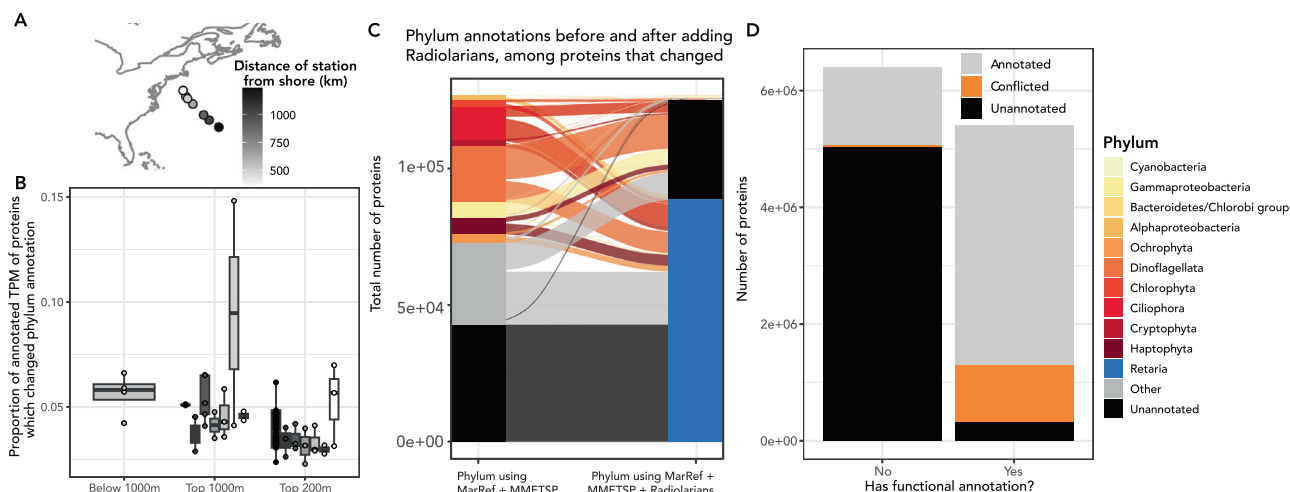 A
Distance of station
from shore (km)
1000
750
500
B
Proportion of annotated TPM of proteins
which changed phylum annotation
0.15
0.10
0.05
Below 1000m
Top 1000m
Top 200m
C
Phylum annotations before and after adding
Radiolarians, among proteins that changed
Total number of proteins
1e+05
5e+04
0e+00
Phylum using
MarRef + MMETSP
Phylum using MarRef +
MMETSP + Radiolarians
D
Annotated
Conflicted
Unannotated
Number of proteins
6e+06
4e+06
2e+06
0e+00
No
Yes
Has functional annotation?
Phylum
Cyanobacteria
Gammaproteobacteria
Bacteroidetes/Chlorobi group
Alphaproteobacteria
Ochrophyta
Dinoflagellata
Chlorophyta
Ciliophora
Cryptophyta
Haptophyta
Retaria
Other
Unannotated